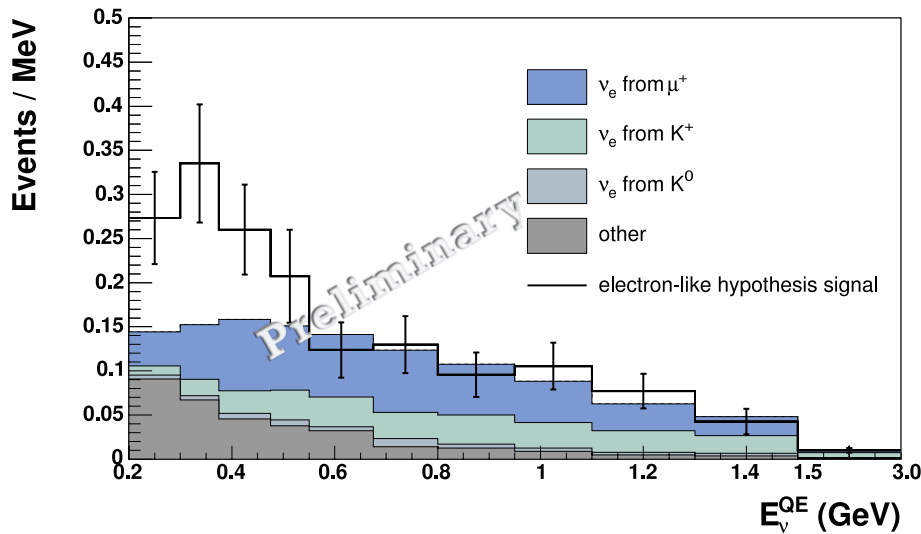 Events / MeV
0.5
0.45
0.4
0.35
0.3
0.25
0.2
0.15
0.1
0.05
0
νe from μ+
νe from K+
νe from K0
other
electron-like hypothesis signal
Preliminary
0.2 0.4 0.6 0.8 1 1.2 1.4 1.5 3.0
EνQE (GeV)